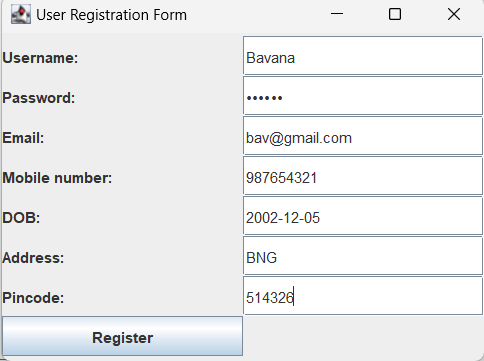 User Registration Form
Username: Bavana
Password: ••••••
Email: bav@gmail.com
Mobile number: 987654321
DOB: 2002-12-05
Address: BNG
Pincode: 514326
Register